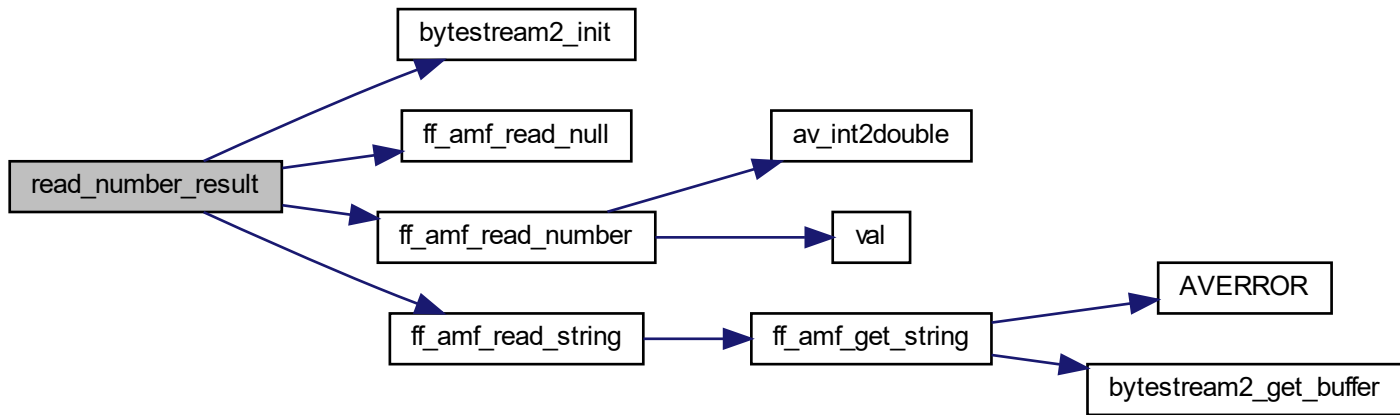 bytestream2_init
ff_amf_read_null
av_int2double
read_number_result
ff_amf_read_number
val
AVERROR
ff_amf_read_string
ff_amf_get_string
bytestream2_get_buffer